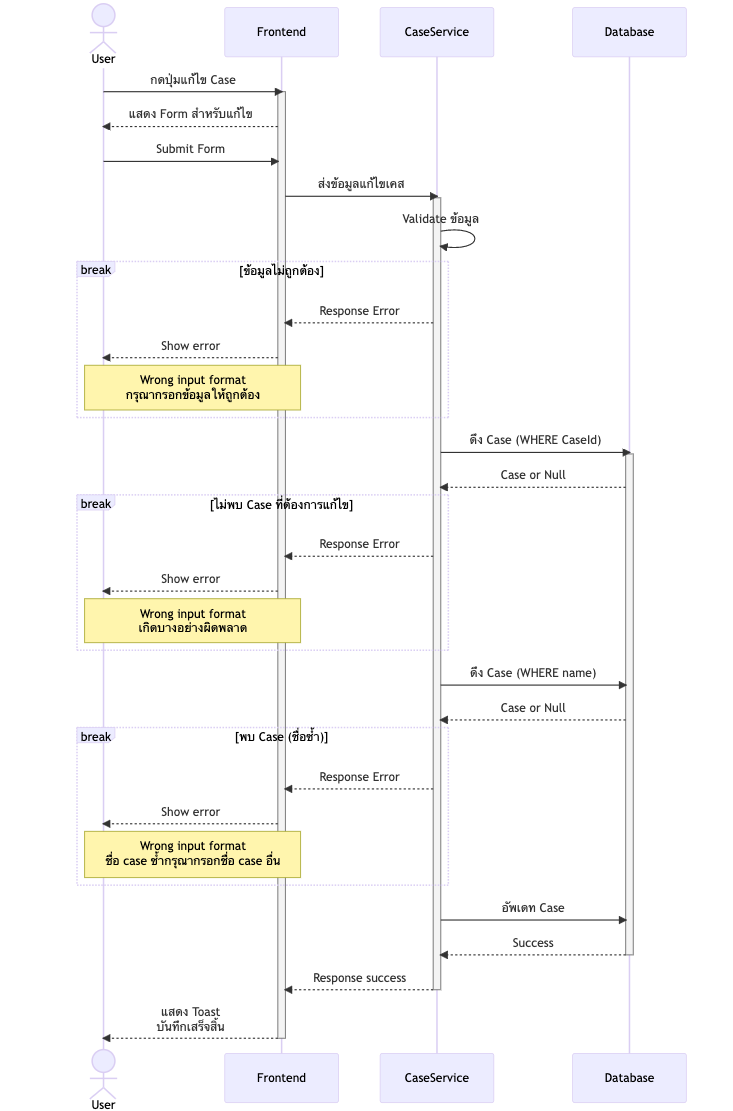 Frontend
CaseService
Database
User
กดปุ่มแก้ไข Case
แสดง Form สำหรับแก้ไข
Submit Form
ส่งข้อมูลแก้ไขเคส
Validate ข้อมูล
break
[ข้อมูลไม่ถูกต้อง]
Response Error
Show error
Wrong input format
กรุณากรอกข้อมูลให้ถูกต้อง
ดึง Case (WHERE CaseId)
Case or Null
break
[ไม่พบ Case ที่ต้องการแก้ไข]
Response Error
Show error
Wrong input format
เกิดบางอย่างผิดพลาด
ดึง Case (WHERE name)
Case or Null
break
[พบ Case (ชื่อซ้ำ)]
Response Error
Show error
Wrong input format
ชื่อ case ซ้ำกรุณากรอกชื่อ case อื่น
อัพเดท Case
Success
Response success
แสดง Toast
บันทึกเสร็จสิ้น
Frontend
CaseService
Database
User